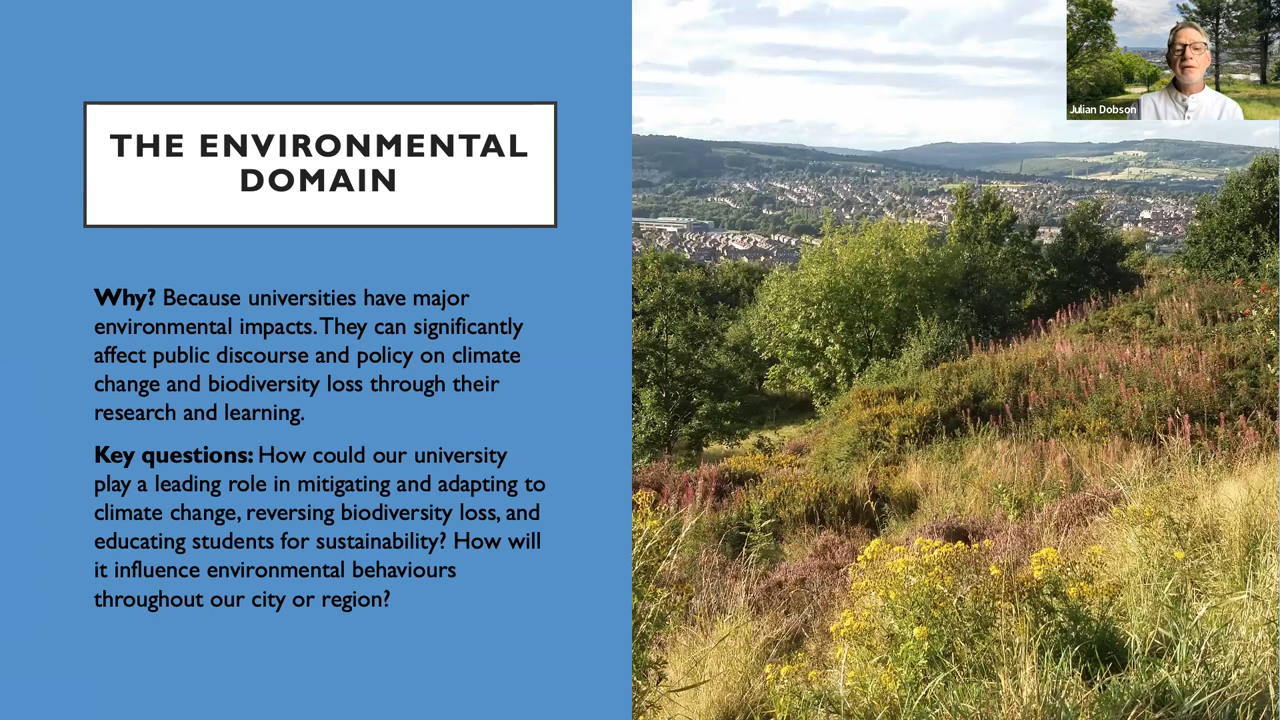 THE ENVIRONMENTAL
DOMAIN
Why? Because universities have major
environmental impacts. They can significantly
affect public discourse and policy on climate
change and biodiversity loss through their
research and learning.
Key questions: How could our university
play a leading role in mitigating and adapting to
climate change, reversing biodiversity loss, and
educating students for sustainability? How will
it influence environmental behaviours
throughout our city or region?
Julian Dobson